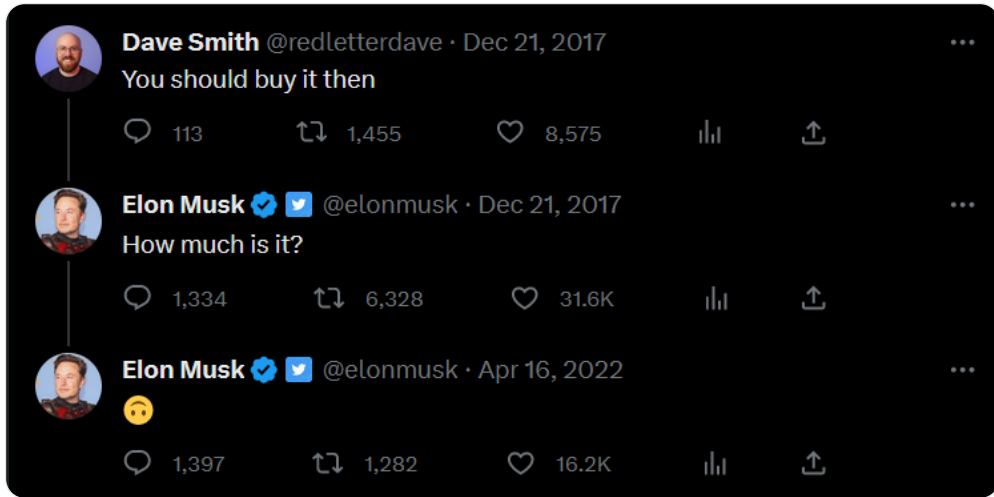 Dave Smith @redletterdave · Dec 21, 2017
You should buy it then
113 1,455 8,575
Elon Musk @elonmusk · Dec 21, 2017
How much is it?
1,334 6,328 31.6K
Elon Musk @elonmusk · Apr 16, 2022
🙃
1,397 1,282 16.2K